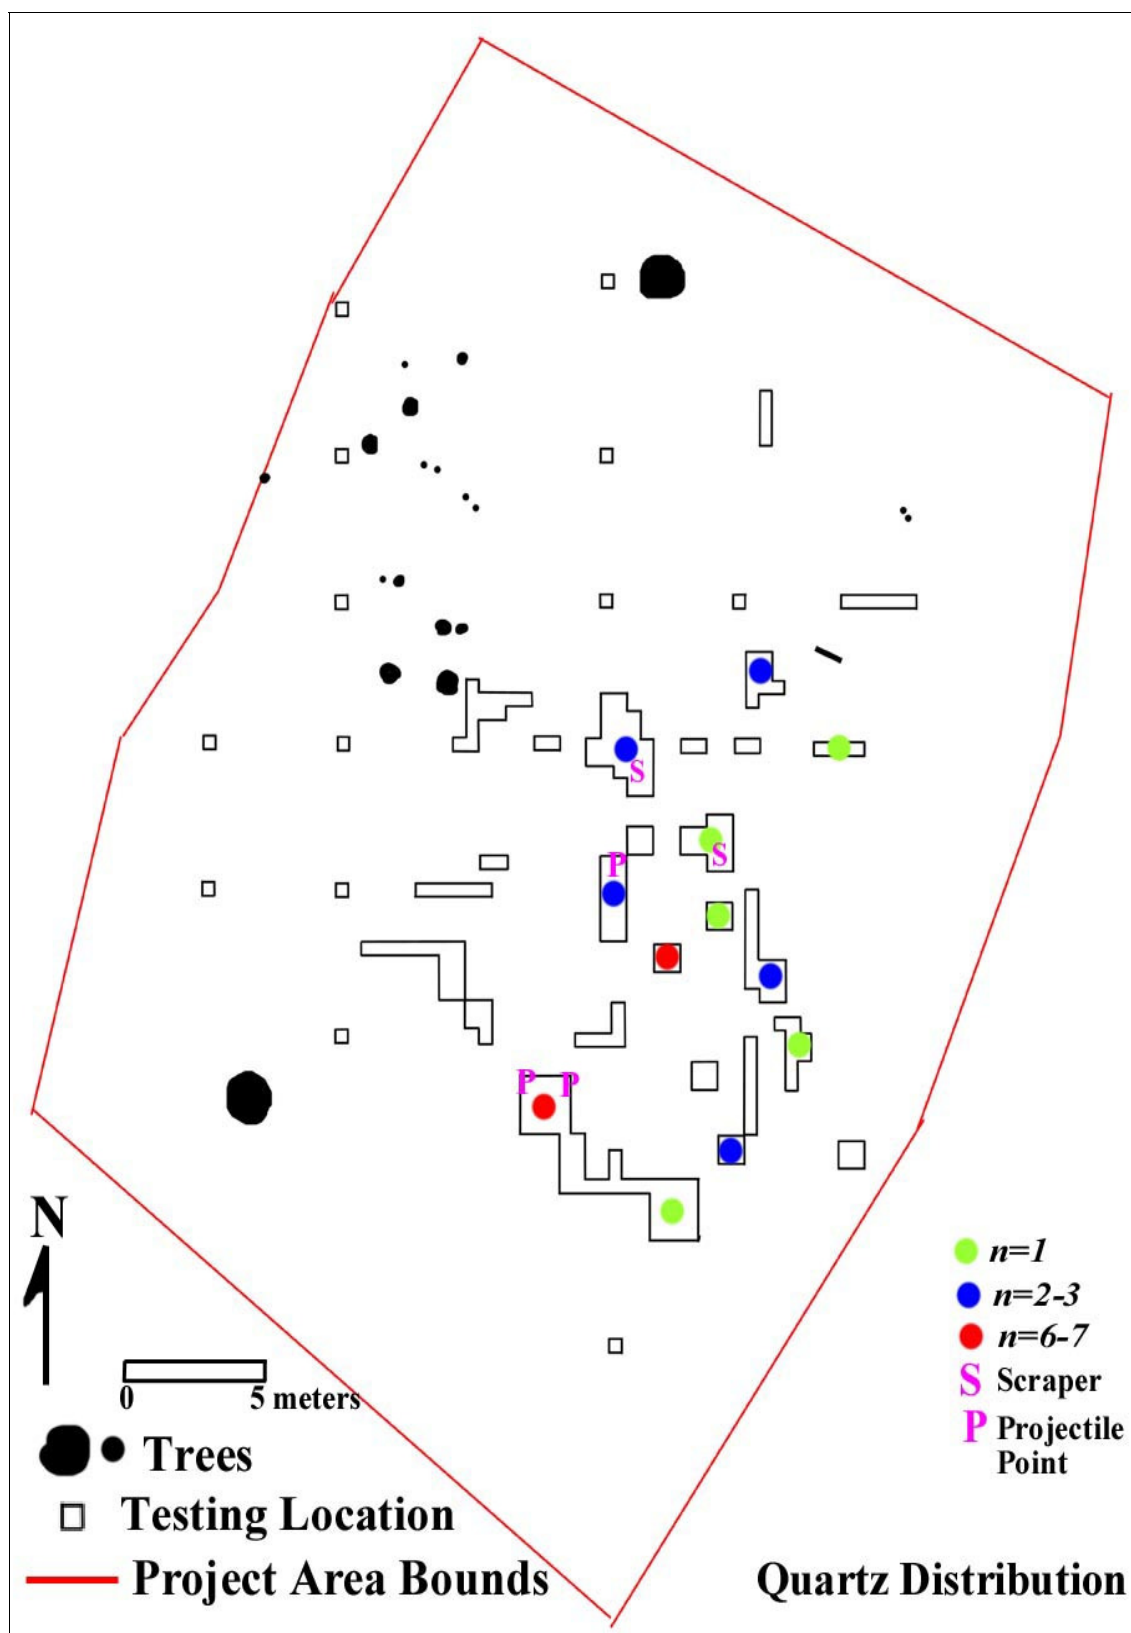 S
P
S
P P
N
n=1
n=2-3
n=6-7
S Scraper
P Projectile
Point
0 5 meters
Trees
Testing Location
Project Area Bounds
Quartz Distribution